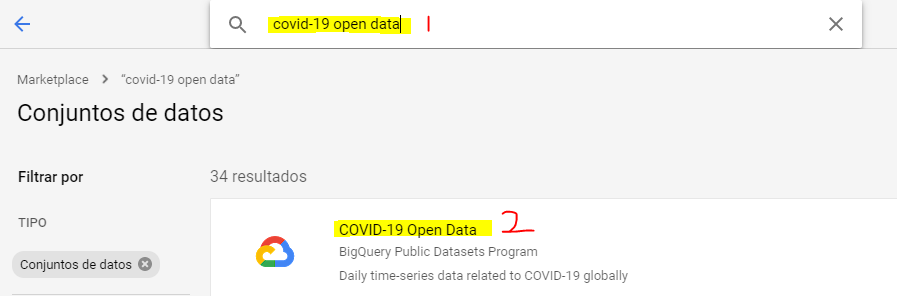 covid-19 open data 1
Marketplace > “covid-19 open data”
Conjuntos de datos
Filtrar por
34 resultados
TIPO
COVID-19 Open Data 2
BigQuery Public Datasets Program
Conjuntos de datos
Daily time-series data related to COVID-19 globally